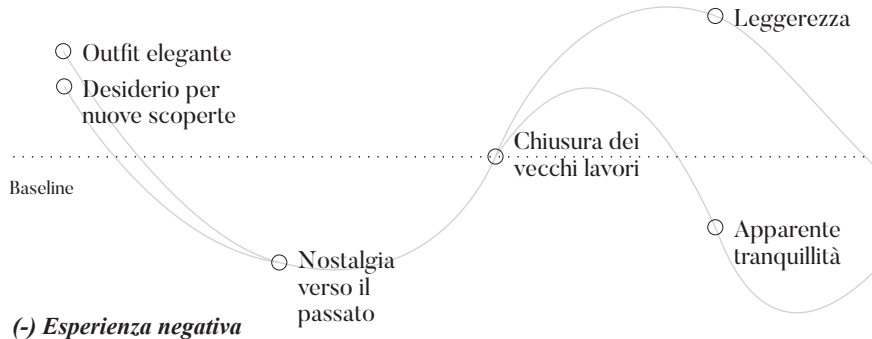 Leggerezza
Outfit elegante
Desiderio per
nuove scoperte
Chiusura dei
vecchi lavori
Baseline
Apparente
tranquillità
Nostalgia
verso il
passato
(-) Esperienza negativa